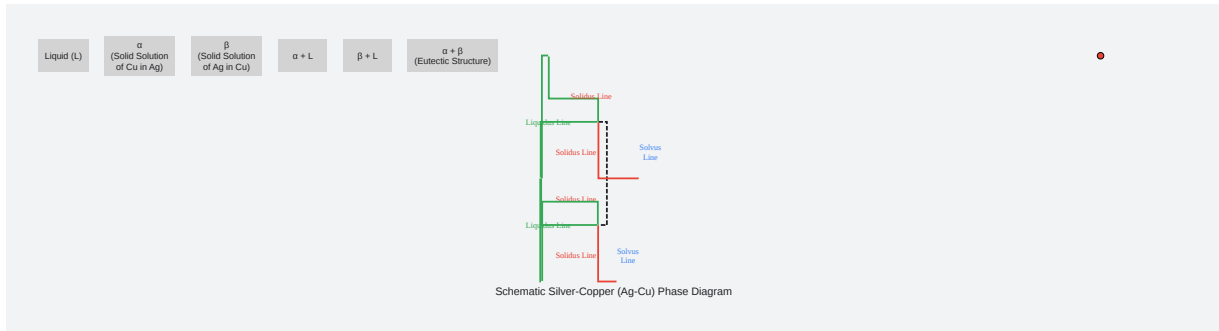 Liquid (L)
α
(Solid Solution
of Cu in Ag)
β
(Solid Solution
of Ag in Cu)
α + L
β + L
α + β
(Eutectic Structure)
Solidus Line
Liquidus Line
Solidus Line
Solvus
Line
Solidus Line
Liquidus Line
Solidus Line
Solvus
Line
Schematic Silver-Copper (Ag-Cu) Phase Diagram